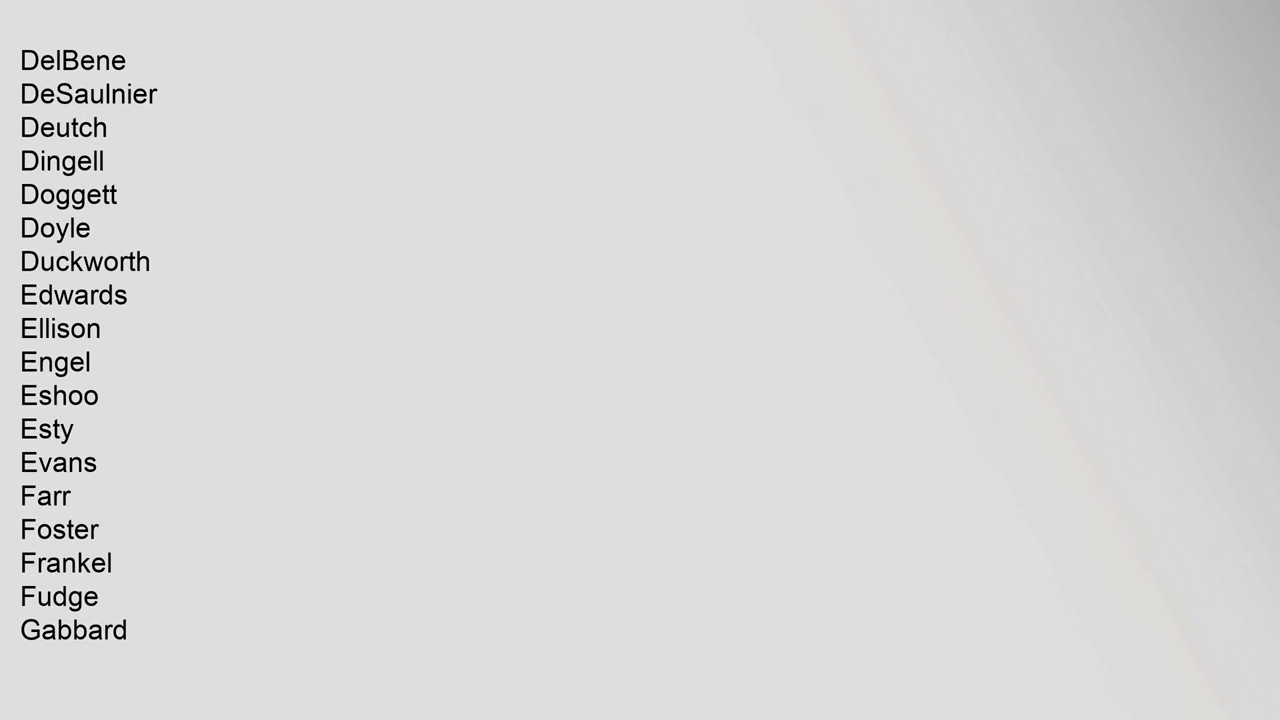 DelBene
DeSaulnier
Deutch
Dingell
Doggett
Doyle
Duckworth
Edwards
Ellison
Engel
Eshoo
Esty
Evans
Farr
Foster
Frankel
Fudge
Gabbard